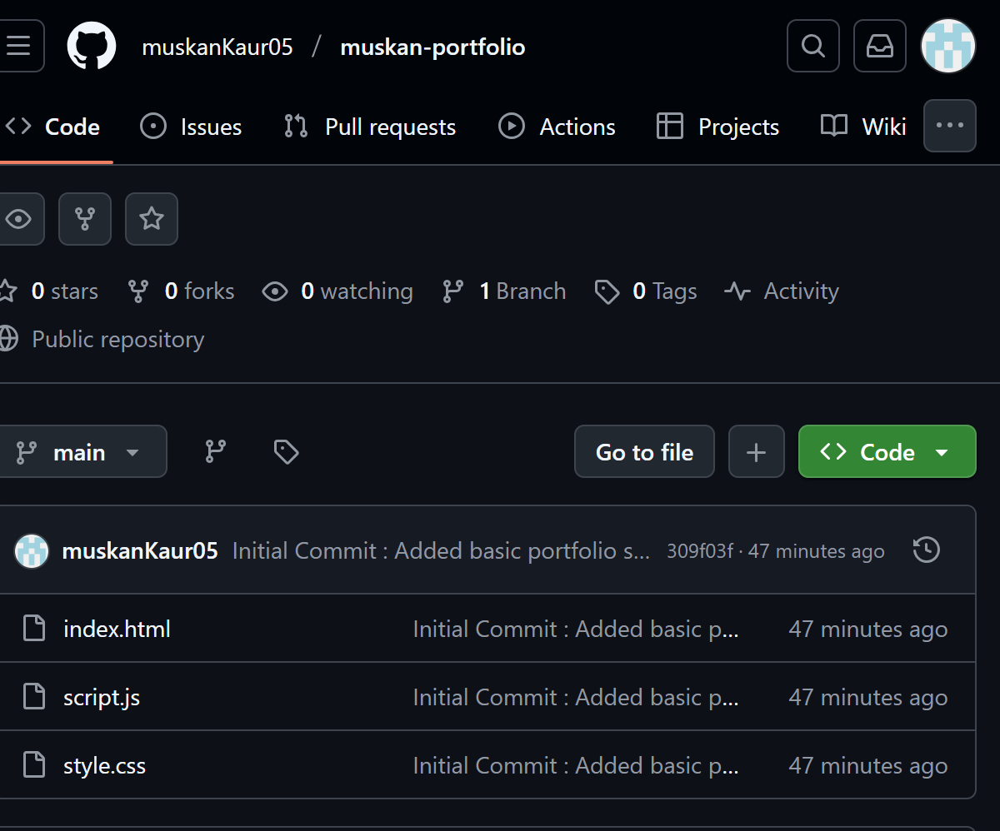 muskanKaur05 / muskan-portfolio
Code Issues Pull requests Actions Projects Wiki
0 stars 0 forks 0 watching 1 Branch 0 Tags Activity
Public repository
main Go to file Code
muskanKaur05 Initial Commit : Added basic portfolio s... 309f03f · 47 minutes ago
index.html Initial Commit : Added basic p... 47 minutes ago
script.js Initial Commit : Added basic p... 47 minutes ago
style.css Initial Commit : Added basic p... 47 minutes ago